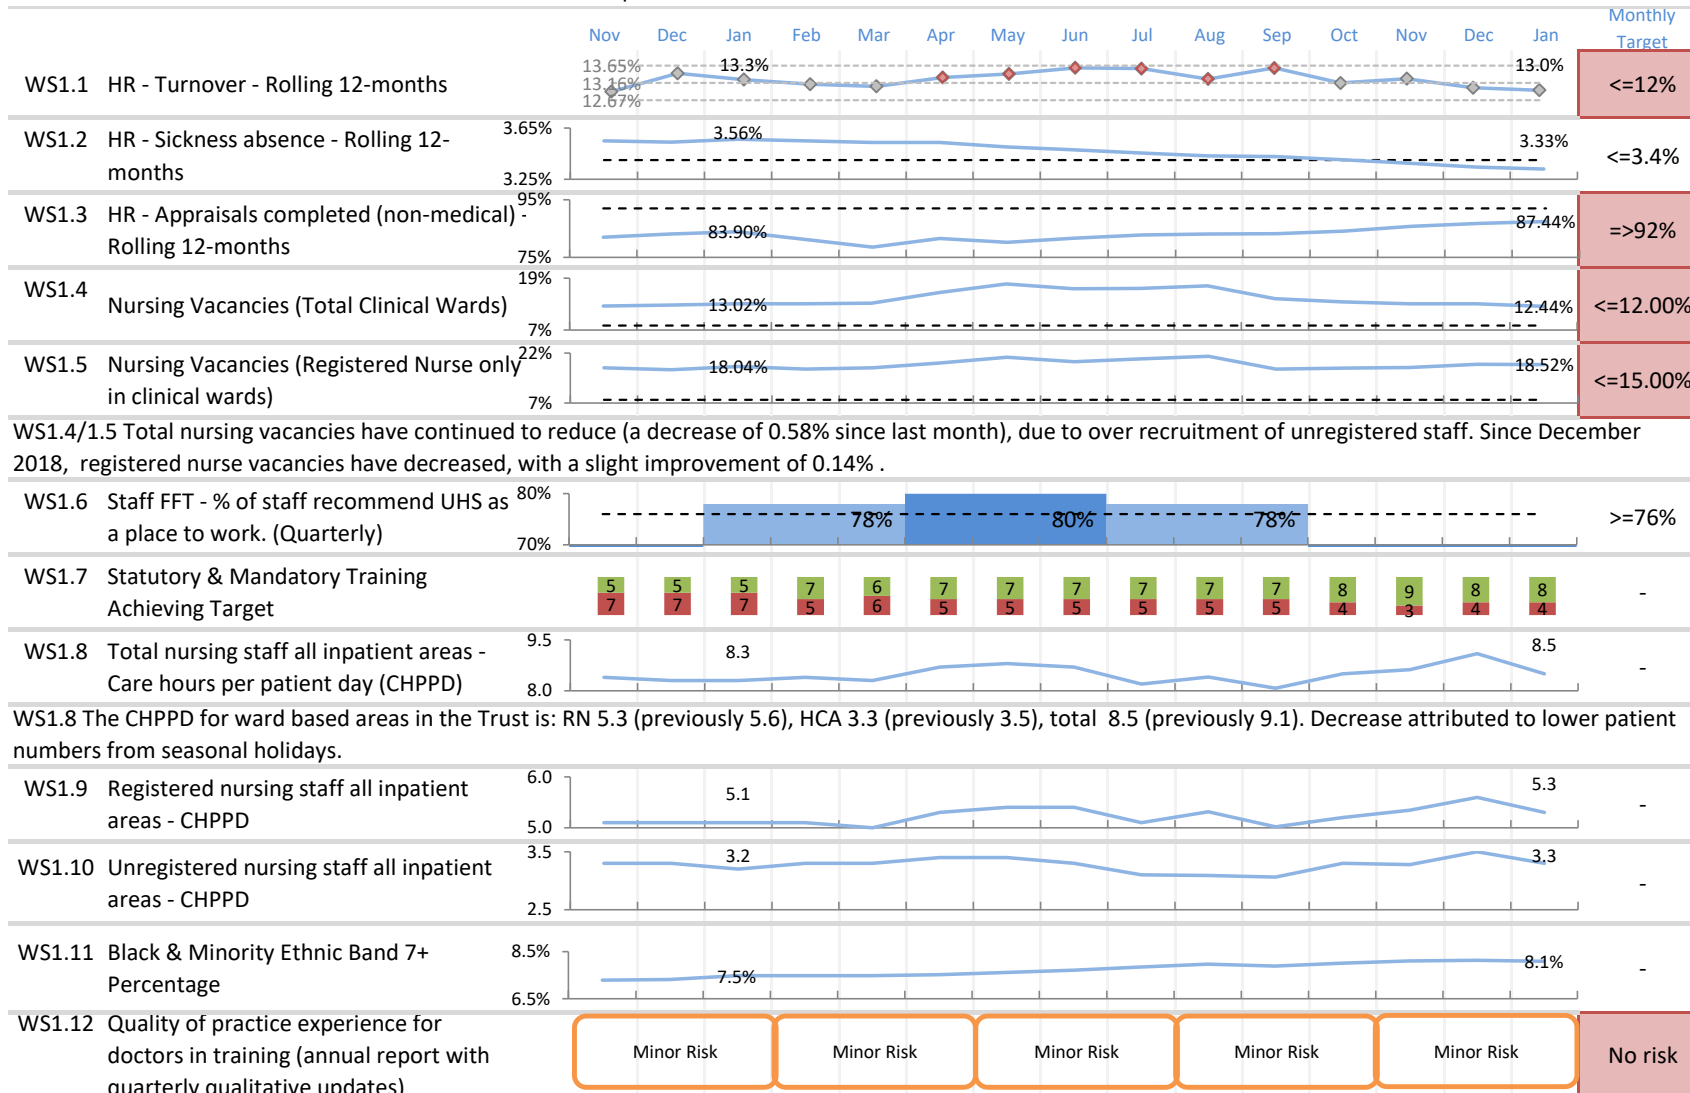 Nov Dec Jan Feb Mar Apr May Jun Jul Aug Sep Oct Nov Dec Jan Monthly Target
WS1.1 HR - Turnover - Rolling 12-months 13.65% 13.16% 12.67% 13.3% 13.0% <=12%
WS1.2 HR - Sickness absence - Rolling 12-
months
3.65% 3.25% 3.56% 3.33% <=3.4%
WS1.3 HR - Appraisals completed (non-medical) -
Rolling 12-months
95% 75% 83.90% 87.44% =>92%
WS1.4 Nursing Vacancies (Total Clinical Wards) 19% 7% 13.02% 12.44% <=12.00%
WS1.5 Nursing Vacancies (Registered Nurse only
in clinical wards)
22% 7% 18.04% 18.52% <=15.00%
WS1.4/1.5 Total nursing vacancies have continued to reduce (a decrease of 0.58% since last month), due to over recruitment of unregistered staff. Since December
2018, registered nurse vacancies have decreased, with a slight improvement of 0.14% .
WS1.6 Staff FFT - % of staff recommend UHS as
a place to work. (Quarterly)
80% 70% 78% 80% 78% >=76%
WS1.7 Statutory & Mandatory Training
Achieving Target
5 5 5 7 6 7 7 7 7 7 7 8 9 8 8
7 7 7 5 6 5 5 5 5 5 5 4 3 4 4
-
WS1.8 Total nursing staff all inpatient areas -
Care hours per patient day (CHPPD)
9.5 8.0 8.3 8.5 -
WS1.8 The CHPPD for ward based areas in the Trust is: RN 5.3 (previously 5.6), HCA 3.3 (previously 3.5), total 8.5 (previously 9.1). Decrease attributed to lower patient
numbers from seasonal holidays.
WS1.9 Registered nursing staff all inpatient
areas - CHPPD
6.0 5.0 5.1 5.3 -
WS1.10 Unregistered nursing staff all inpatient
areas - CHPPD
3.5 2.5 3.2 3.3 -
WS1.11 Black & Minority Ethnic Band 7+
Percentage
8.5% 6.5% 7.5% 8.1% -
WS1.12 Quality of practice experience for
doctors in training (annual report with
quarterly qualitative updates)
Minor Risk Minor Risk Minor Risk Minor Risk Minor Risk No risk